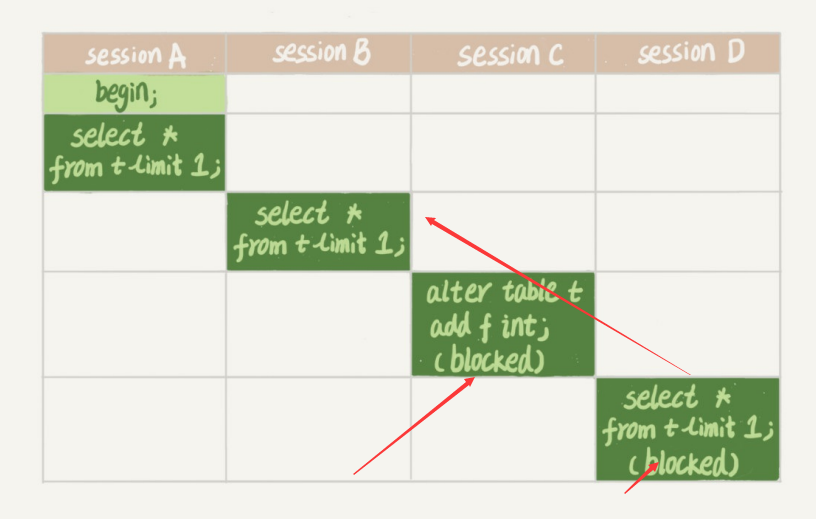 session A
session B
session C
session D
begin;
select *
from t limit 1;
select *
from t limit 1;
alter table t
add f int;
(blocked)
select *
from t limit 1;
(blocked)